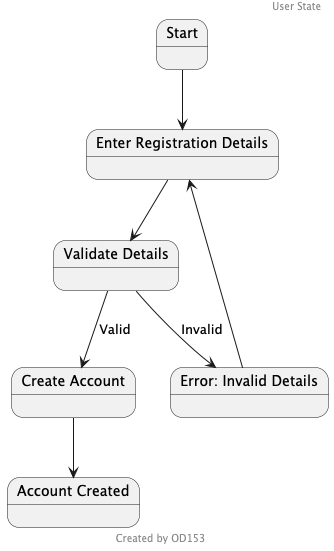 User State
Start
Enter Registration Details
Validate Details
Valid
Invalid
Create Account
Error: Invalid Details
Account Created
Created by OD153